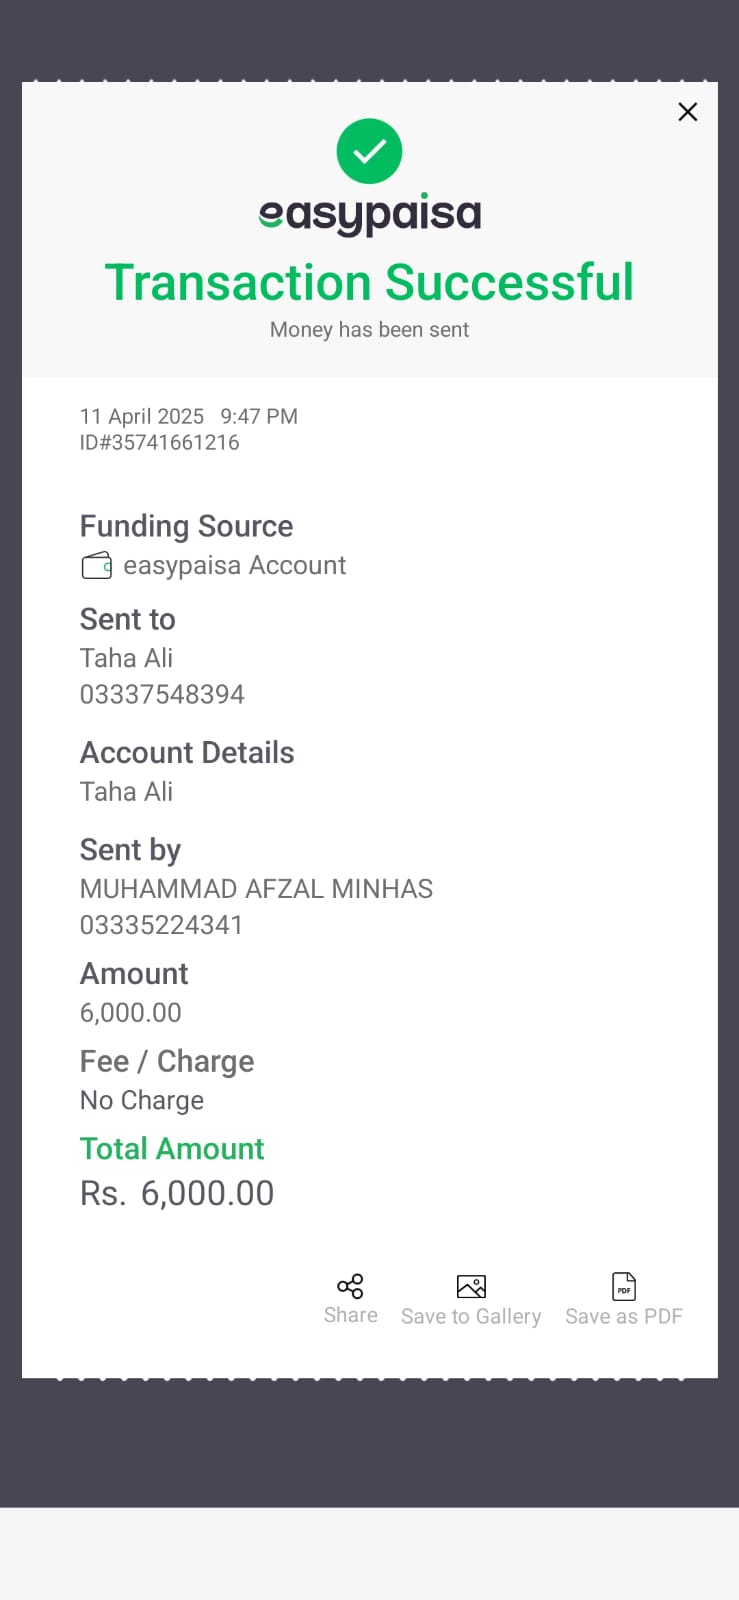 easypaisa
Transaction Successful
Money has been sent
11 April 2025 9:47 PM
ID#35741661216
Funding Source
easypaisa Account
Sent to
Taha Ali
03337548394
Account Details
Taha Ali
Sent by
MUHAMMAD AFZAL MINHAS
03335224341
Amount
6,000.00
Fee / Charge
No Charge
Total Amount
Rs. 6,000.00
PDF
Share Save to Gallery Save as PDF